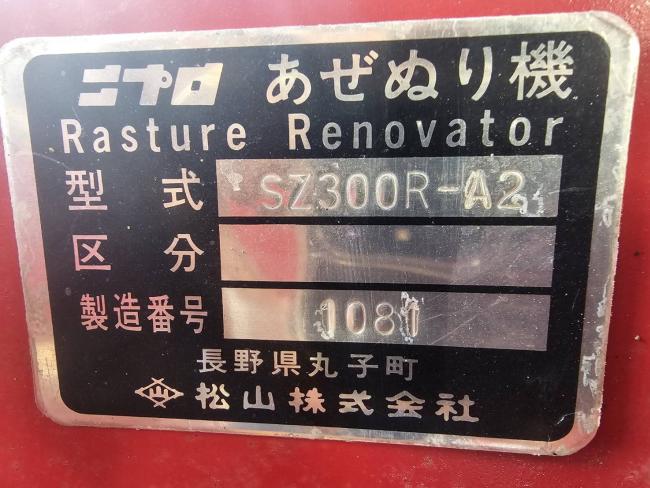 ニプロ あぜぬり機
Rasture Renovator
型式 SZ300R-A2
区分
製造番号 1081
長野県丸子町
松山株式会社